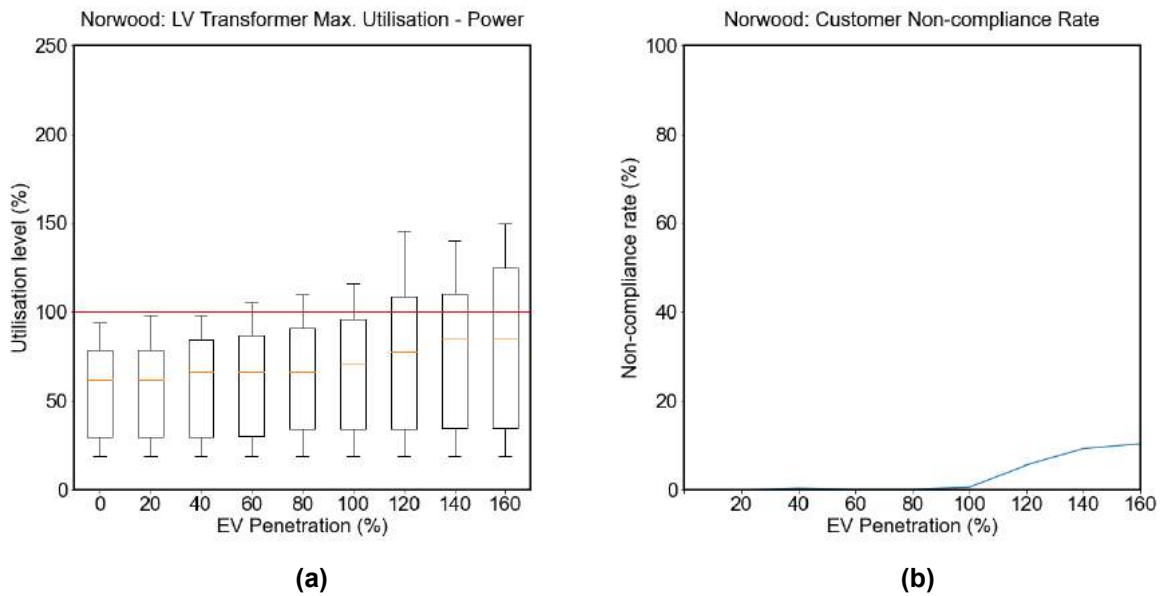 Norwood: LV Transformer Max. Utilisation - Power
250
200
150
100
50
0
Utilisation level (%)
0 20 40 60 80 100 120 140 160
EV Penetration (%)
(a)
Norwood: Customer Non-compliance Rate
100
80
60
40
20
0
Non-compliance rate (%)
20 40 60 80 100 120 140 160
EV Penetration (%)
(b)